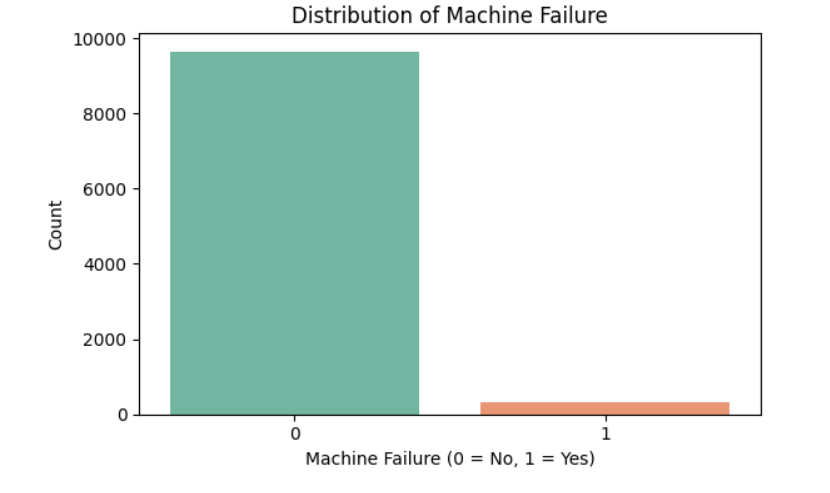 Distribution of Machine Failure
10000
8000
6000
4000
2000
0
Count
0 1
Machine Failure (0 = No, 1 = Yes)